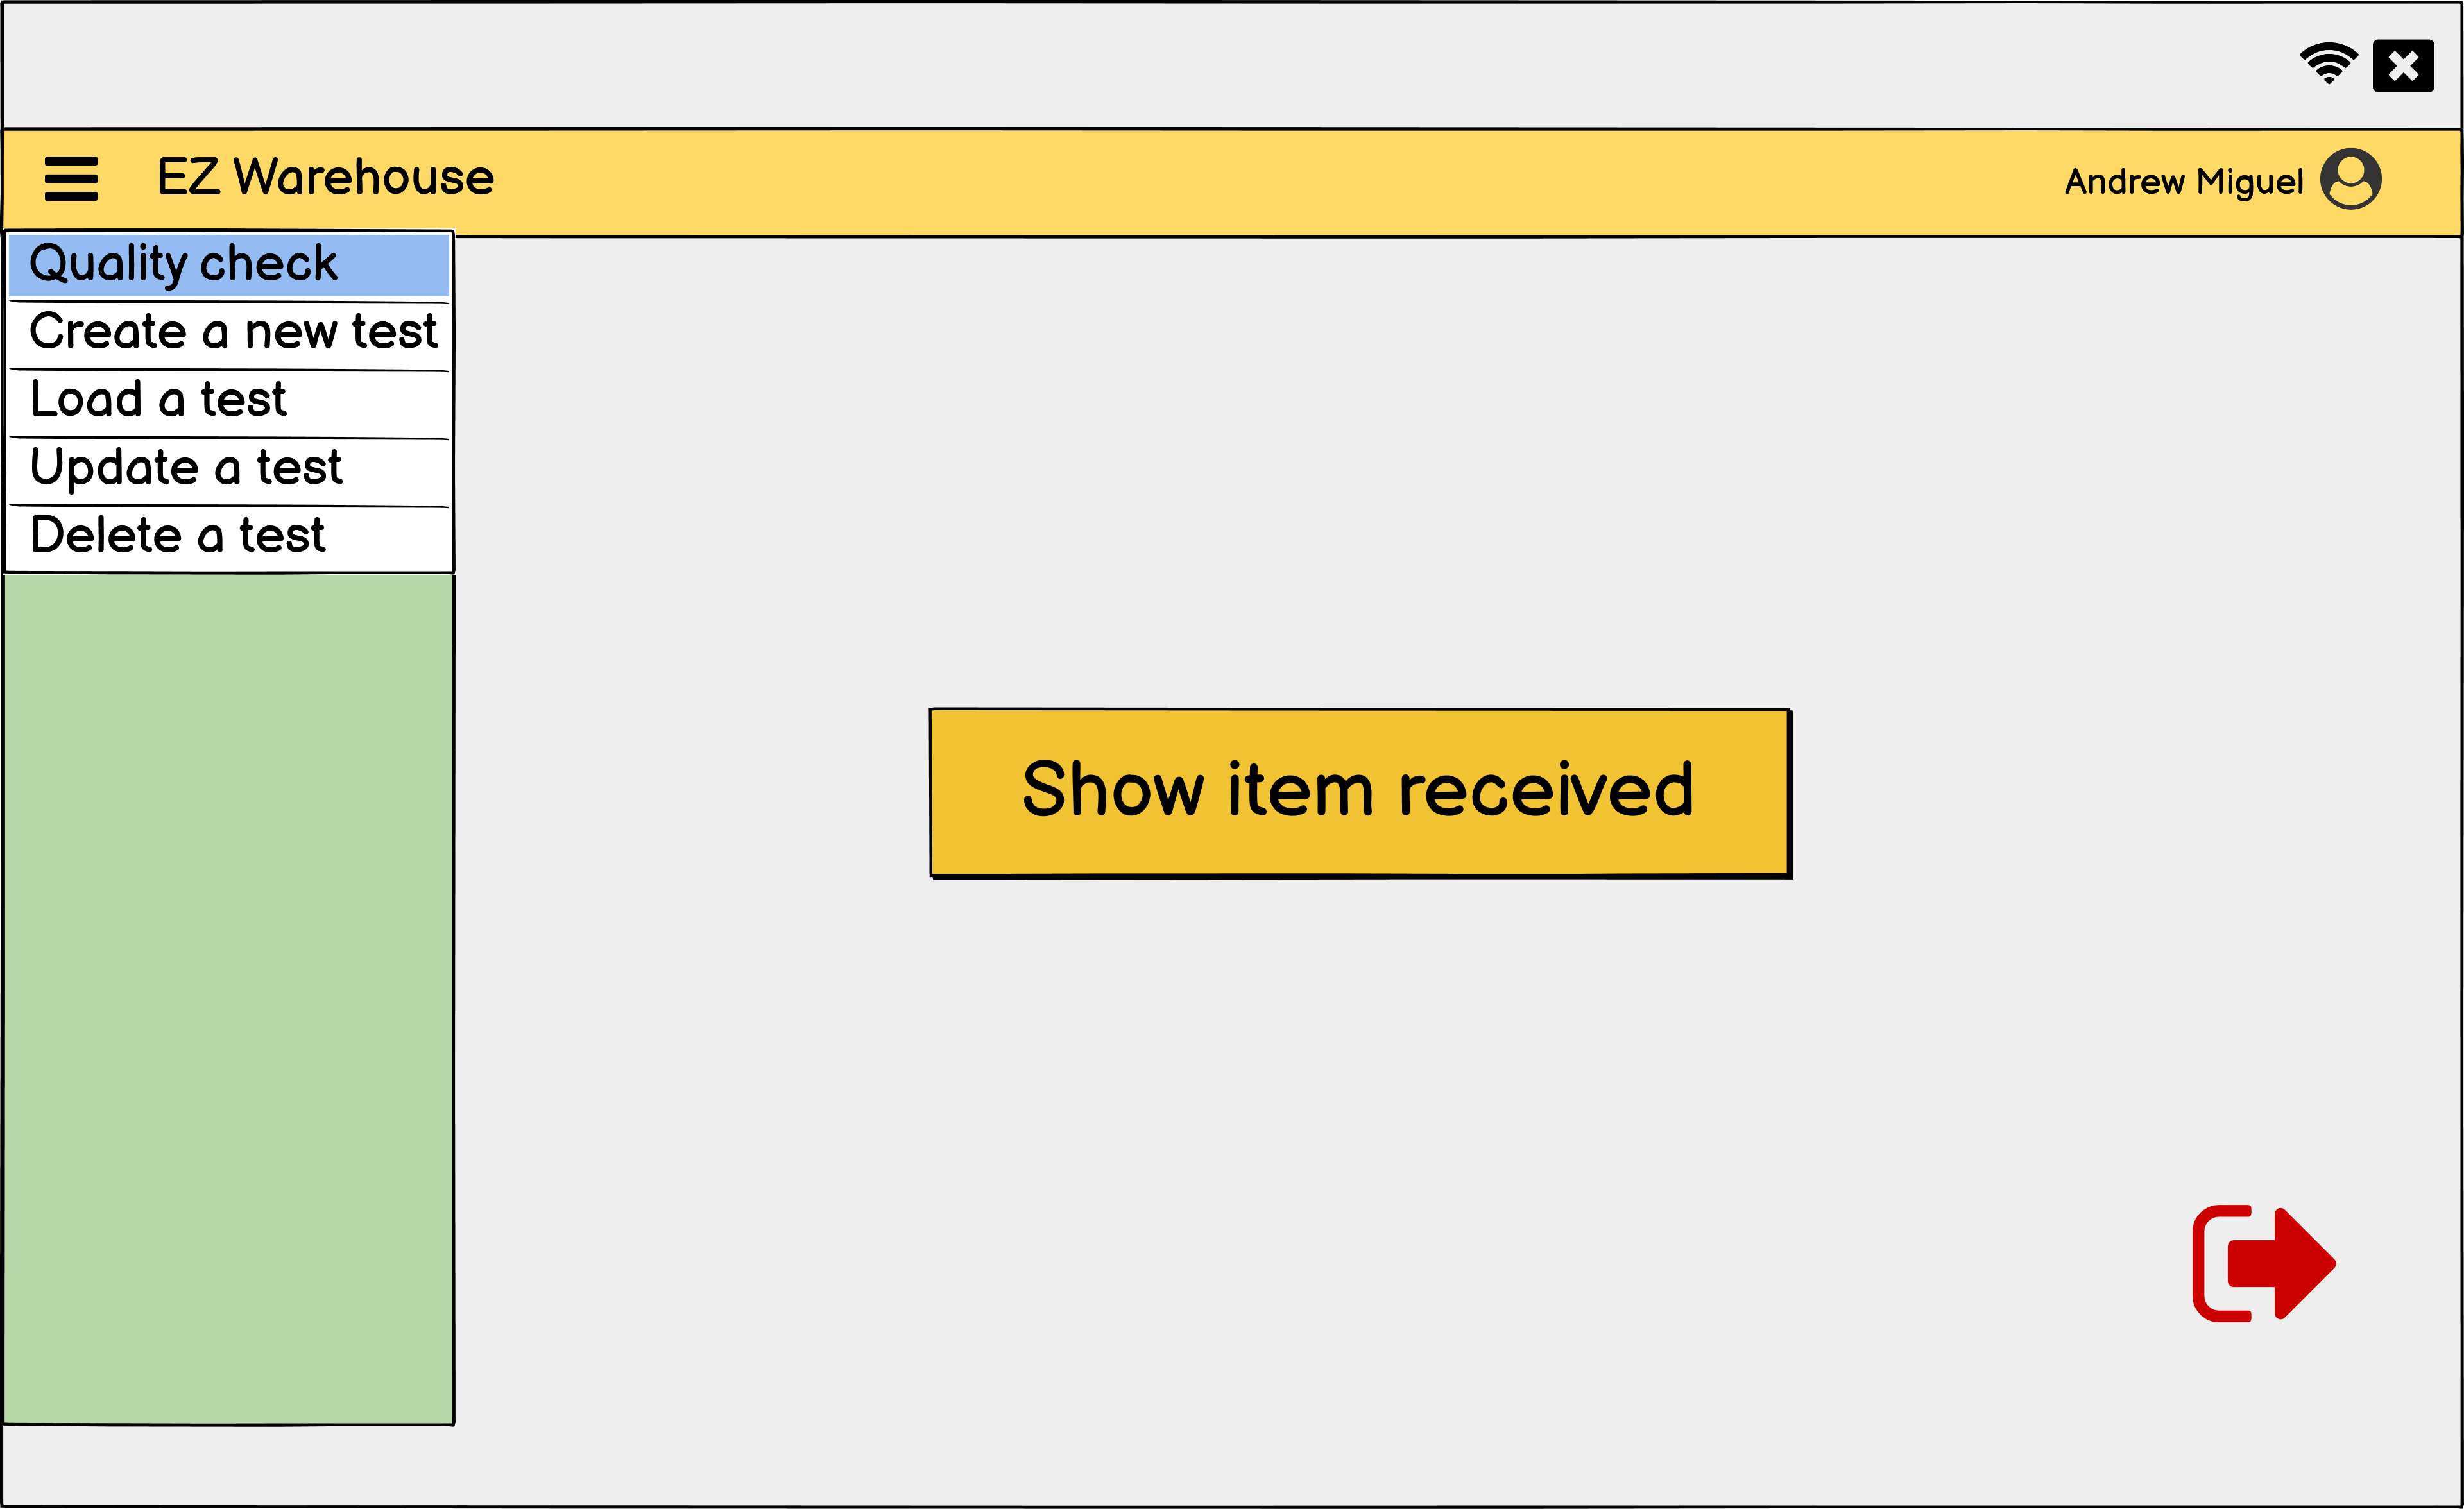 EZ Warehouse
Andrew Miguel
Quality check
Create a new test
Load a test
Update a test
Delete a test
Show item received